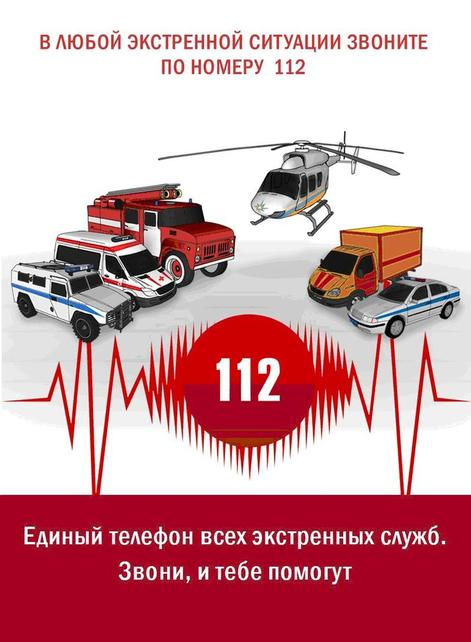 В ЛЮБОЙ ЭКСТРЕННОЙ СИТУАЦИИ ЗВОНИТЕ
ПО НОМЕРУ 112
112
Единый телефон всех экстренных служб.
Звони, и тебе помогут